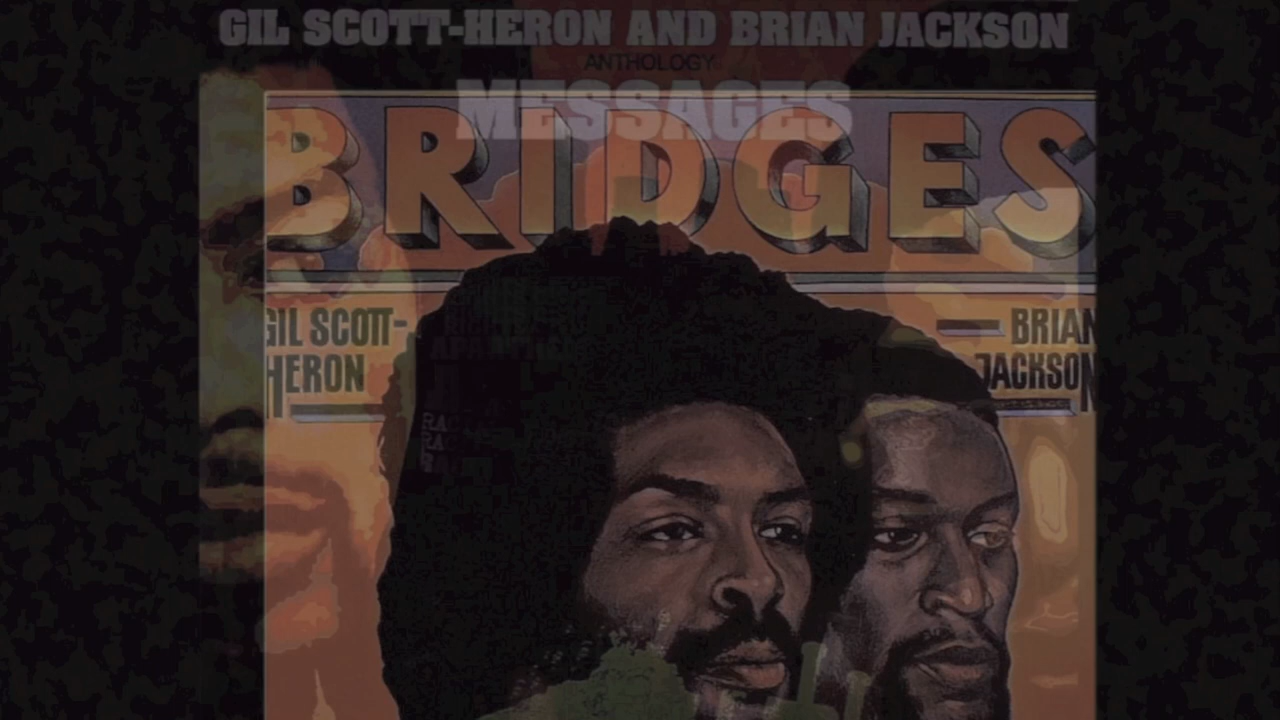 GIL SCOTT-HERON AND BRIAN JACKSON
ANTHOLOGY
MESSAGES
BRIDGES
GIL SCOTT-
HERON
BRIAN
JACKSON